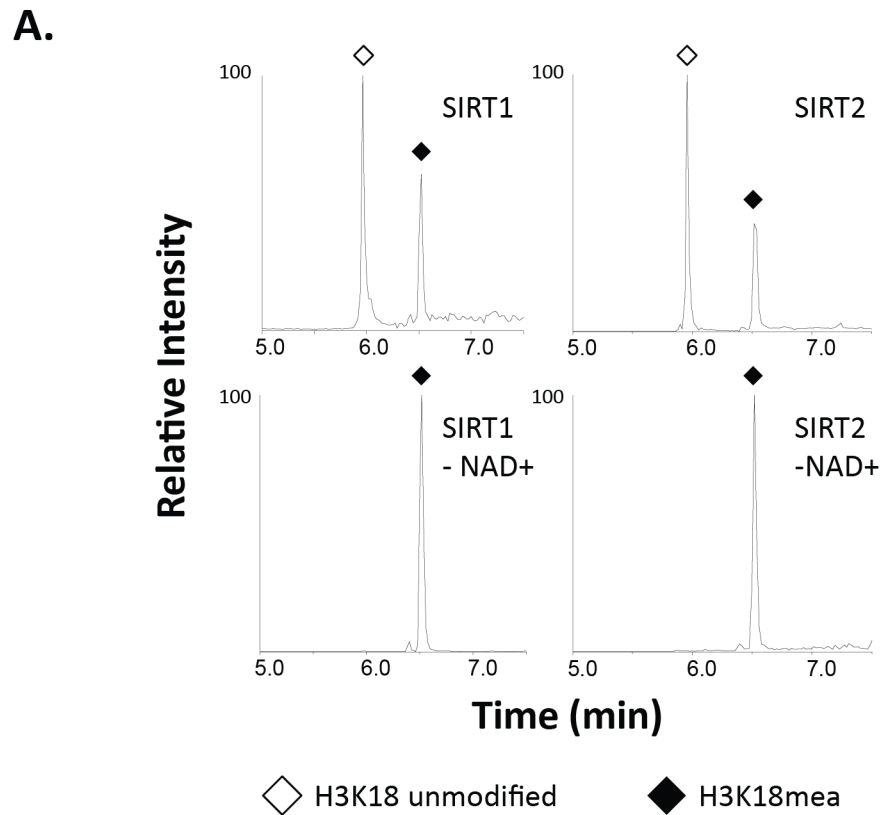 A.
100
SIRT1
5.0 6.0 7.0
100
SIRT2
5.0 6.0 7.0
Relative Intensity
100
SIRT1
- NAD+
5.0 6.0 7.0
100
SIRT2
-NAD+
5.0 6.0 7.0
Time (min)
H3K18 unmodified
H3K18mea